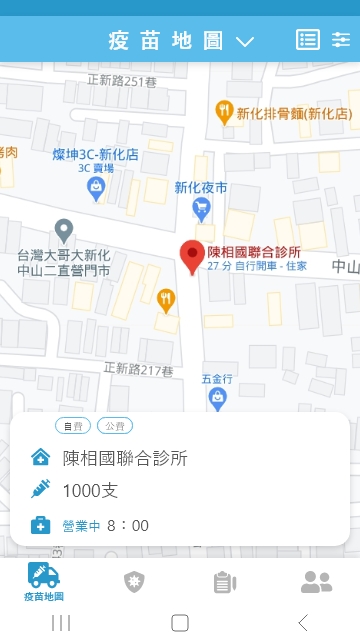 疫苗地圖
正新路251巷
新化排骨麵(新化店)
燦坤3C-新化店
3C 賣場
新化夜市
台灣大哥大新化
中山二直營門市
陳相國聯合診所
27 分 自行開車 - 住家
正新路217巷
五金行
自費 公費
陳相國聯合診所
1000支
營業中 8：00
疫苗地圖